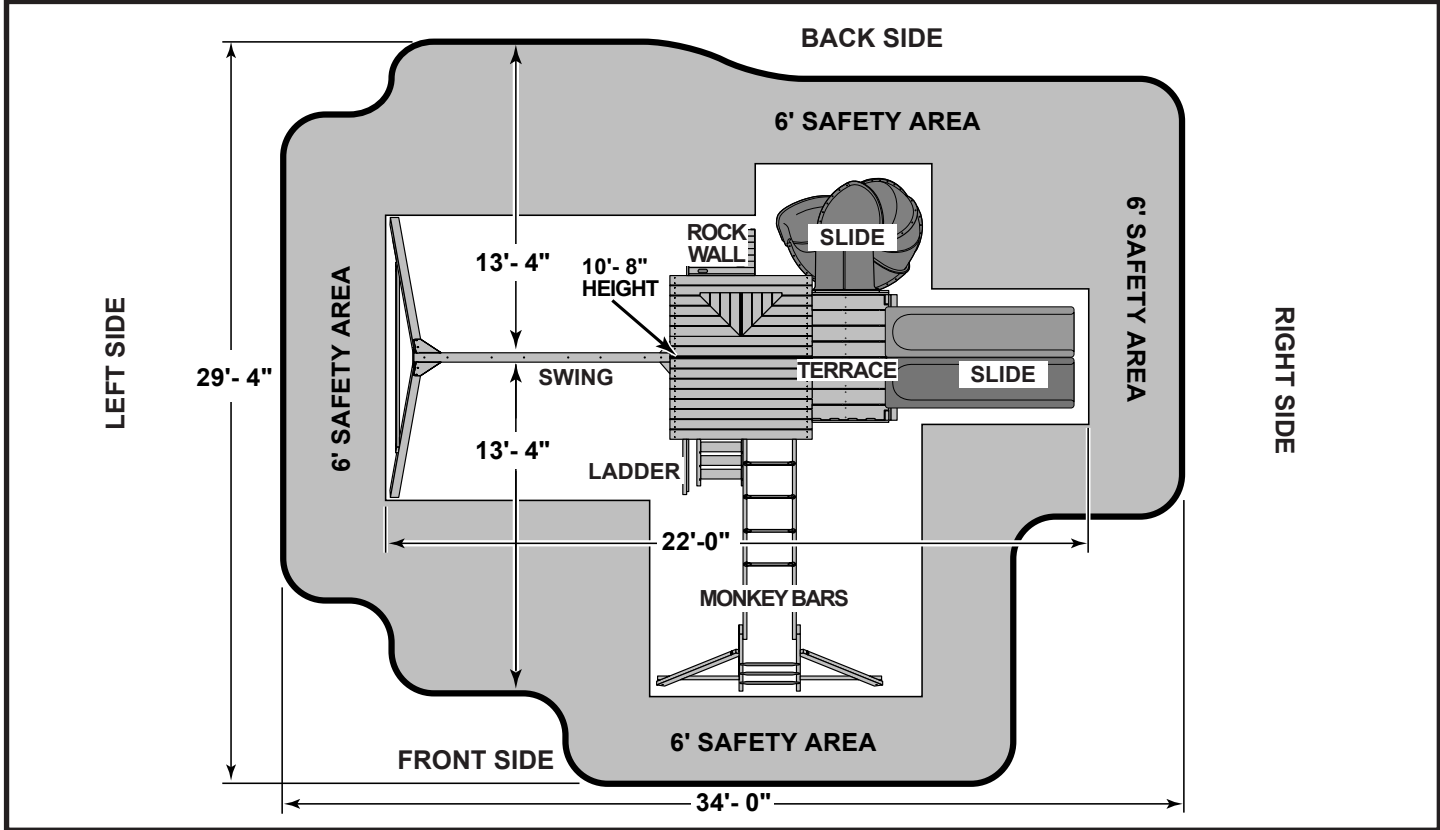 BACK SIDE
6' SAFETY AREA
6' SAFETY AREA
ROCK
WALL
SLIDE
13'- 4"
10'- 8"
HEIGHT
6' SAFETY AREA
LEFT SIDE
RIGHT SIDE
29'- 4"
SWING
TERRACE
SLIDE
13'- 4"
LADDER
22'-0"
MONKEY BARS
6' SAFETY AREA
FRONT SIDE
34'- 0"